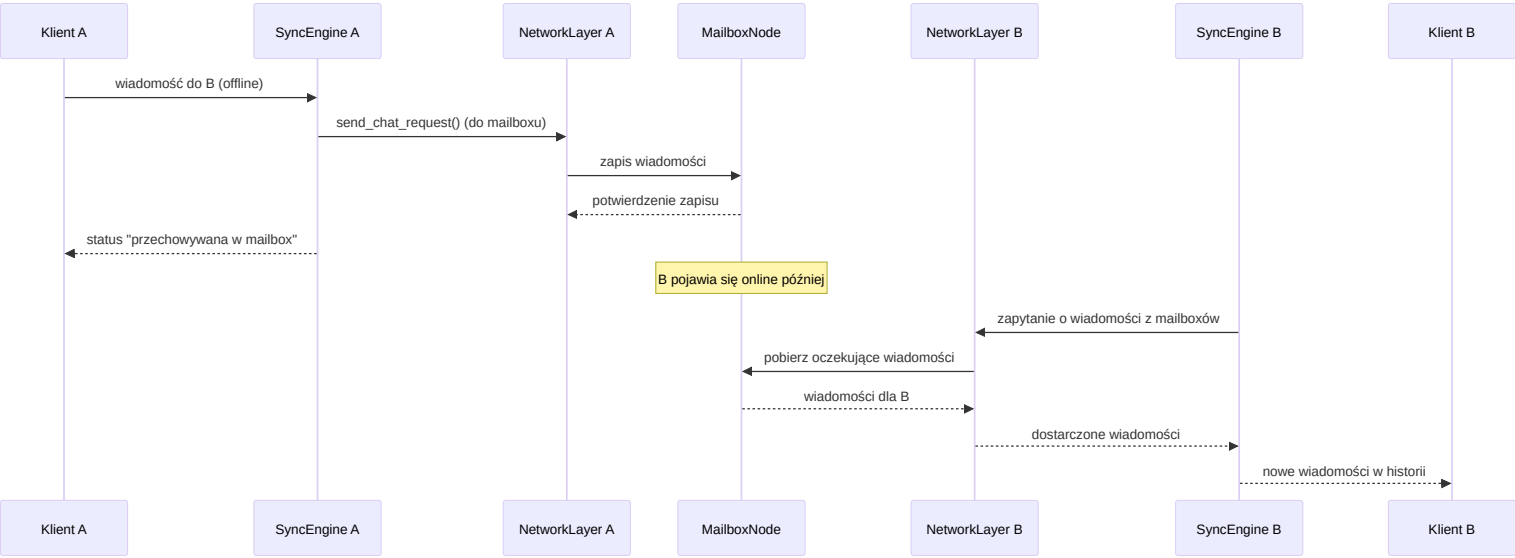 Klient A
SyncEngine A
NetworkLayer A
MailboxNode
NetworkLayer B
SyncEngine B
Klient B
wiadomość do B (offline)
send_chat_request() (do mailboxu)
zapis wiadomości
potwierdzenie zapisu
status "przechowywana w mailbox"
B pojawia się online później
zapytanie o wiadomości z mailboxów
pobierz oczekujące wiadomości
wiadomości dla B
dostarczone wiadomości
nowe wiadomości w historii
Klient A
SyncEngine A
NetworkLayer A
MailboxNode
NetworkLayer B
SyncEngine B
Klient B